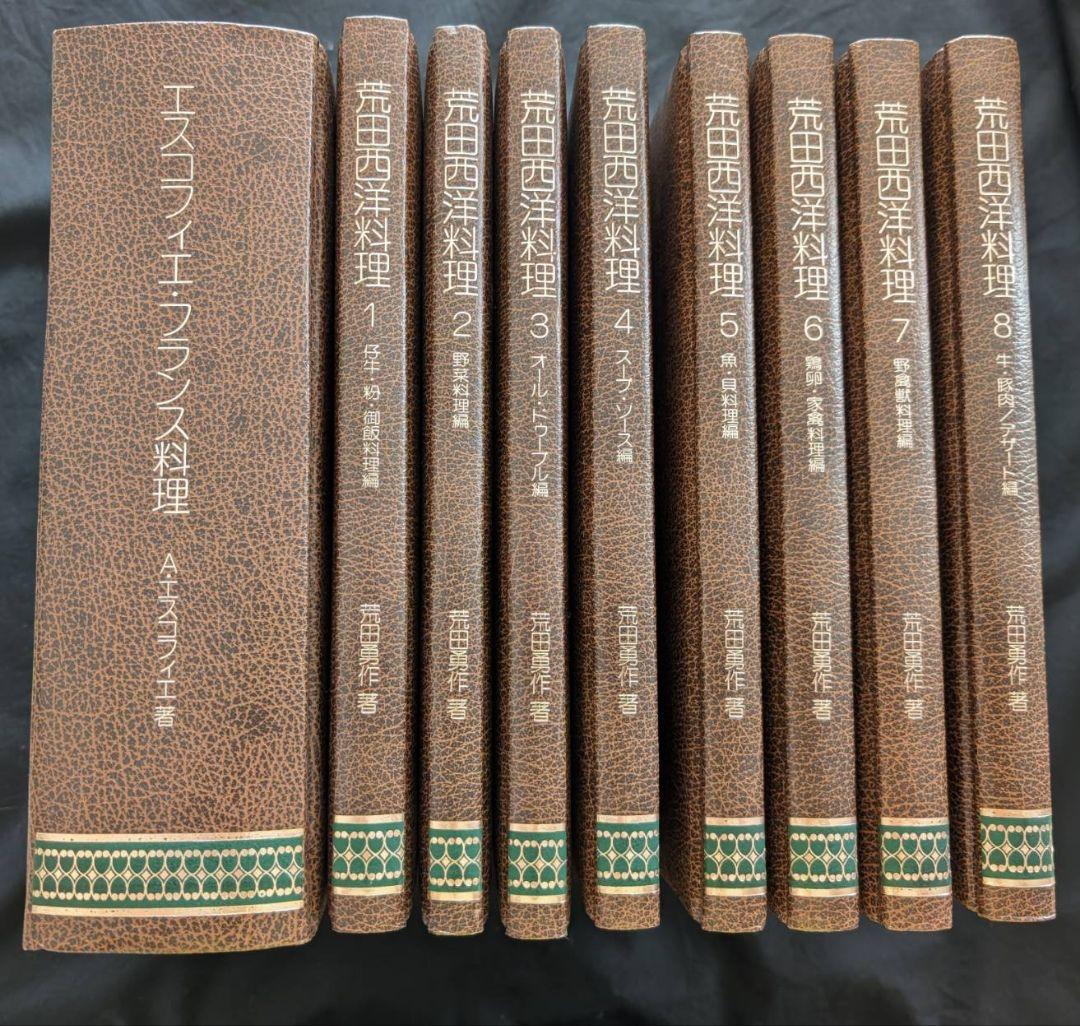 エスコフィエ・フランス料理
A・エスコフィエ 著
荒田西洋料理
1
仔牛・粉・御飯料理編
荒田勇作 著
荒田西洋料理
2
野菜料理編
荒田勇作 著
荒田西洋料理
3
オール・ドゥーブル編
荒田勇作 著
荒田西洋料理
4
スープ・ソース編
荒田勇作 著
荒田西洋料理
5
魚・貝料理編
荒田勇作 著
荒田西洋料理
6
鶏卵・家禽料理編
荒田勇作 著
荒田西洋料理
7
野禽獣料理編
荒田勇作 著
荒田西洋料理
8
牛・豚肉/デザート編
荒田勇作 著